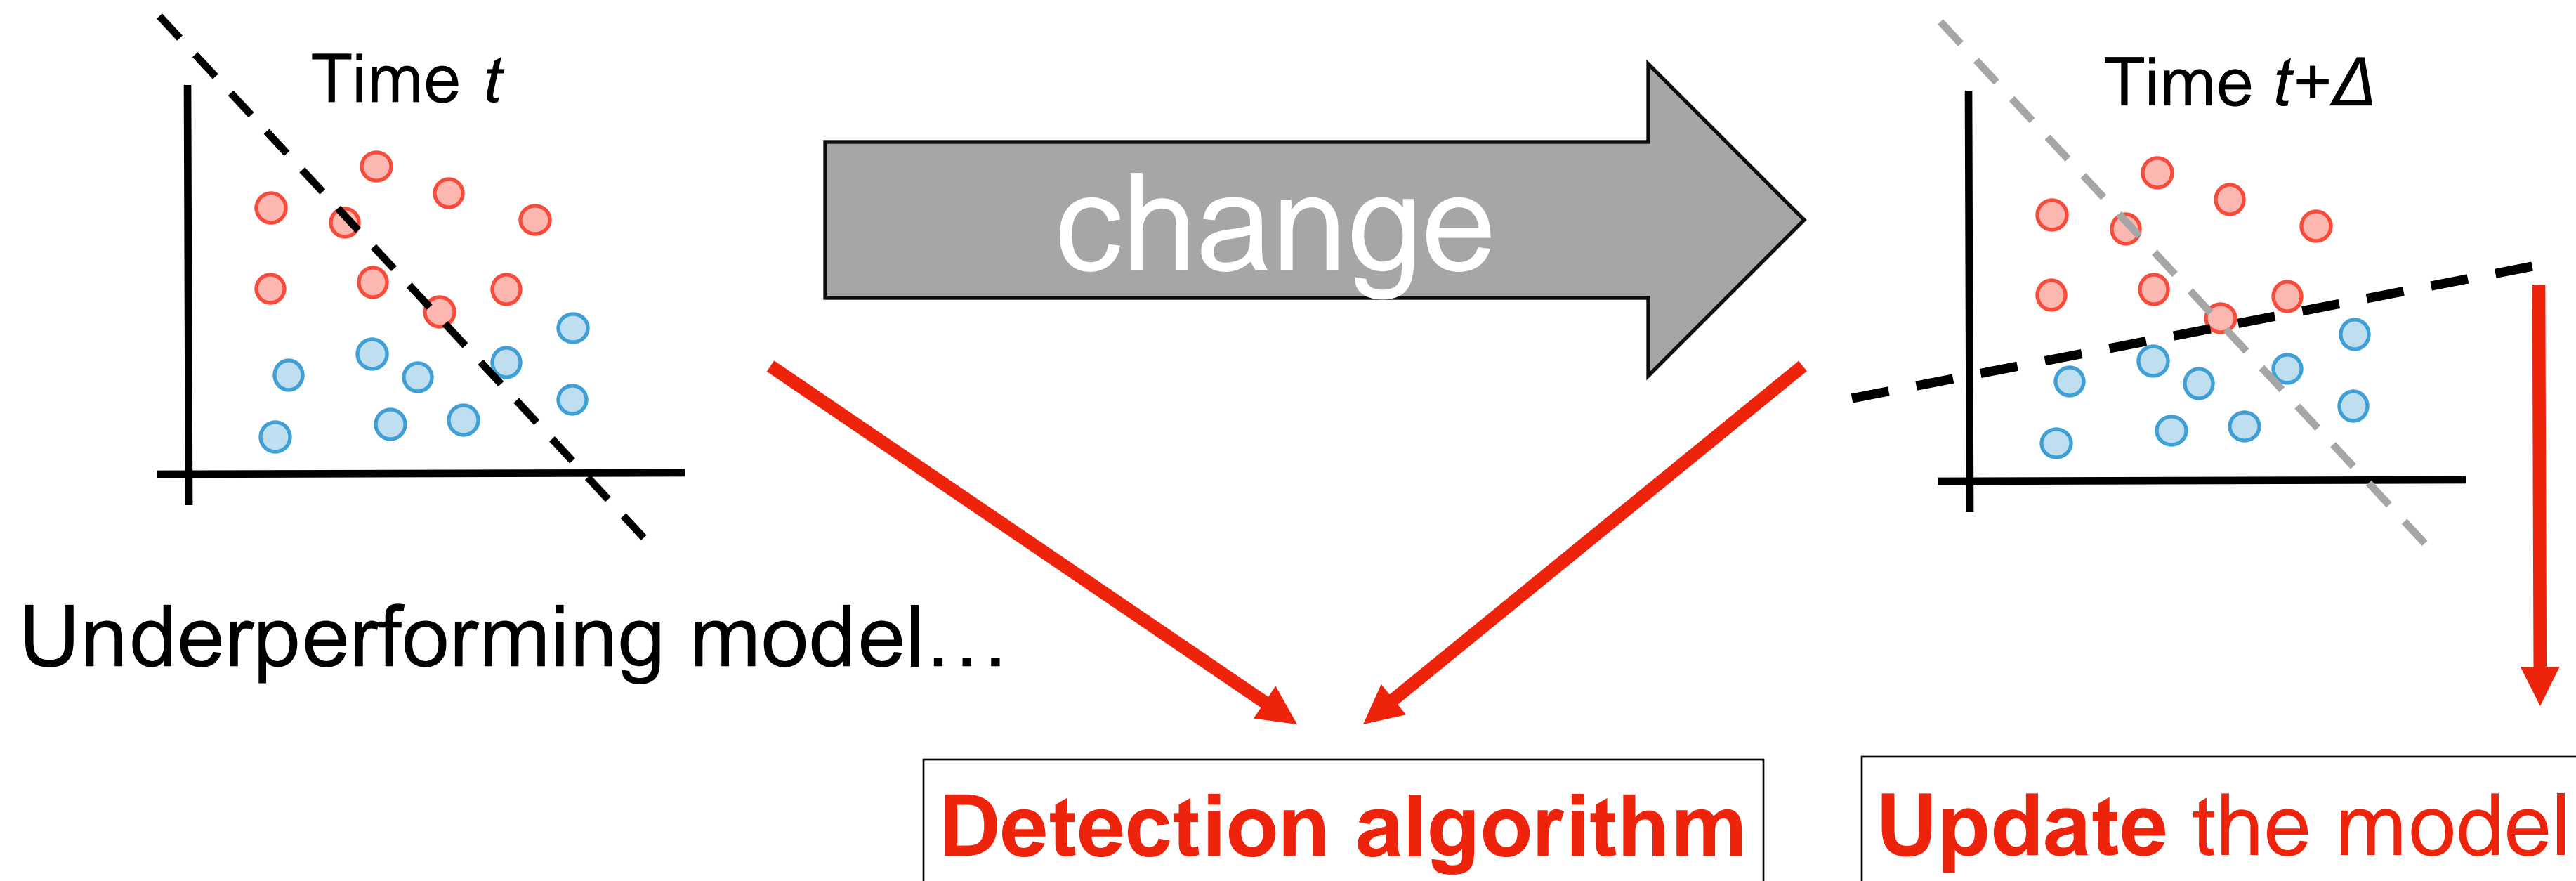 Time t
change
Time t+Δ
Underperforming model…
Detection algorithm
Update the model